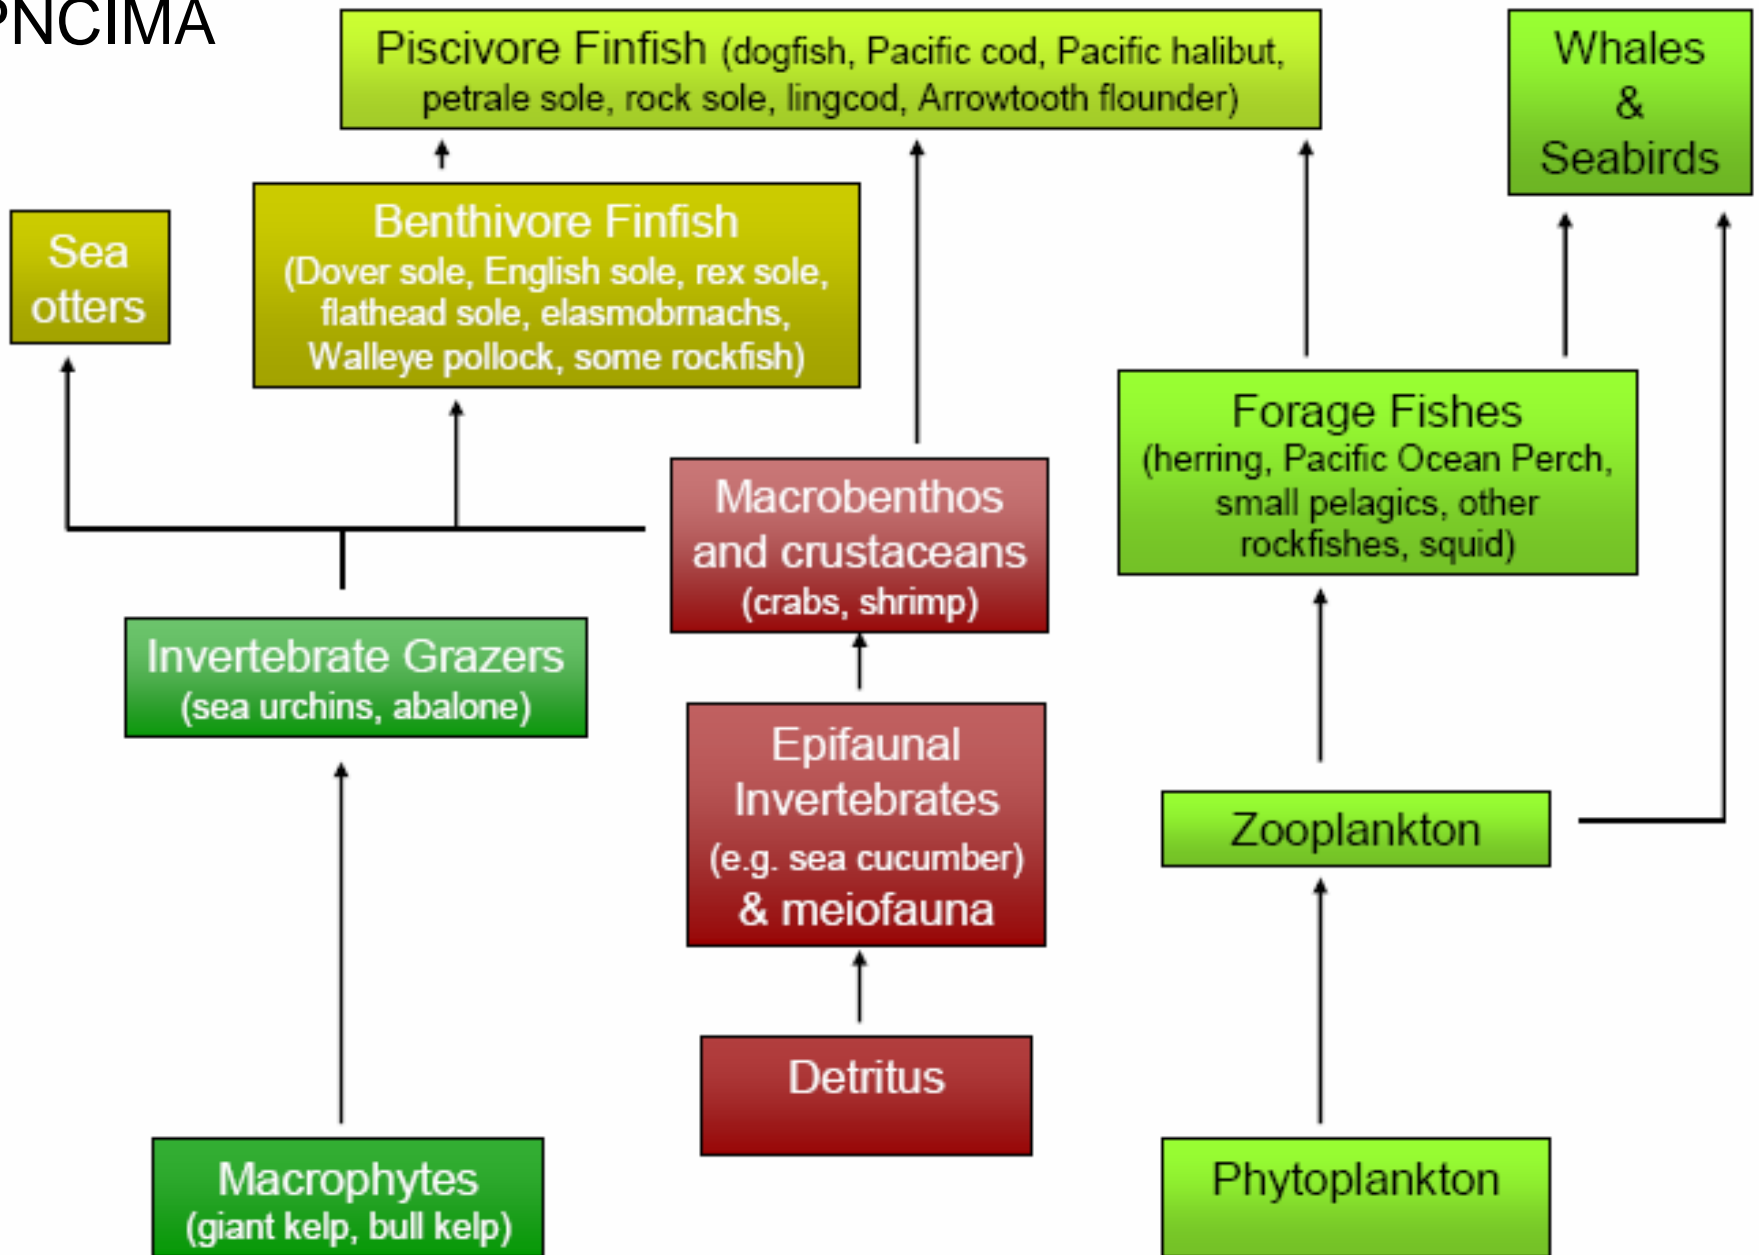 PNCIMA
Piscivore Finfish (dogfish, Pacific cod, Pacific halibut,
petrale sole, rock sole, lingcod, Arrowtooth flounder)
Whales
&
Seabirds
Sea
otters
Benthivore Finfish
(Dover sole, English sole, rex sole,
flathead sole, elasmobrnachs,
Walleye pollock, some rockfish)
Forage Fishes
(herring, Pacific Ocean Perch,
small pelagics, other
rockfishes, squid)
Macrobenthos
and crustaceans
(crabs, shrimp)
Invertebrate Grazers
(sea urchins, abalone)
Epifaunal
Invertebrates
(e.g. sea cucumber)
& meiofauna
Zooplankton
Detritus
Macrophytes
(giant kelp, bull kelp)
Phytoplankton